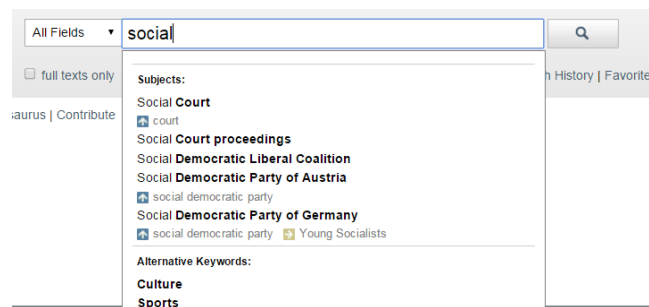 All Fields social
full texts only
h History | Favorite
saurus | Contribute
Subjects:
Social Court
court
Social Court proceedings
Social Democratic Liberal Coalition
Social Democratic Party of Austria
social democratic party
Social Democratic Party of Germany
social democratic party Young Socialists
Alternative Keywords:
Culture
Sports